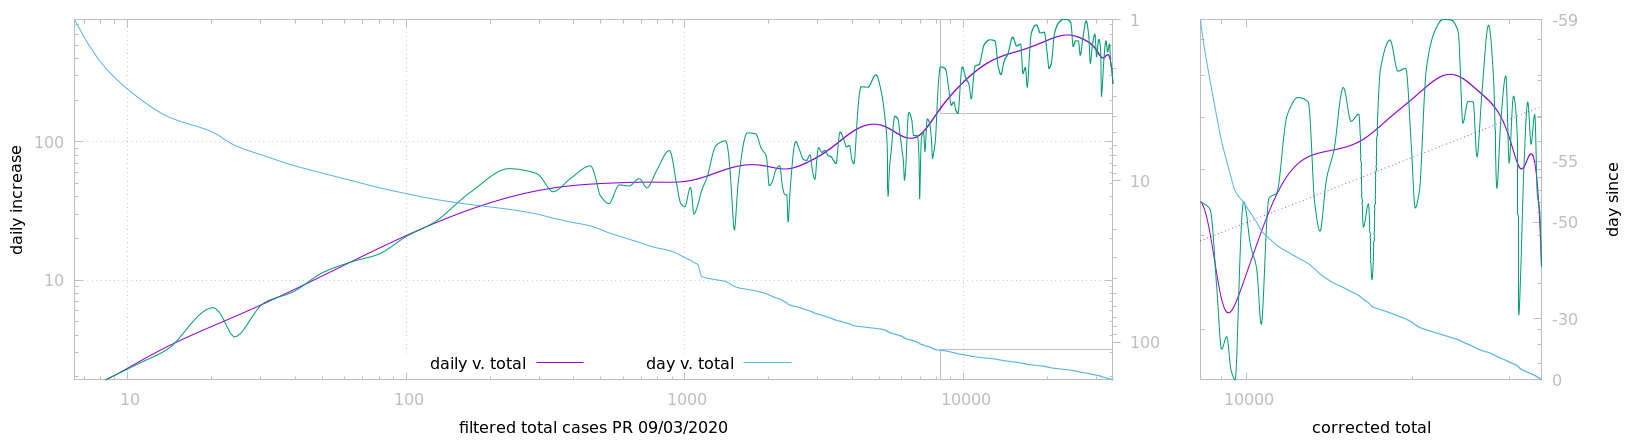 1
-59
100
daily increase
10
-55
-50
day since
10
-30
daily v. total
day v. total
100
0
10
100
1000
10000
10000
filtered total cases PR 09/03/2020
corrected total